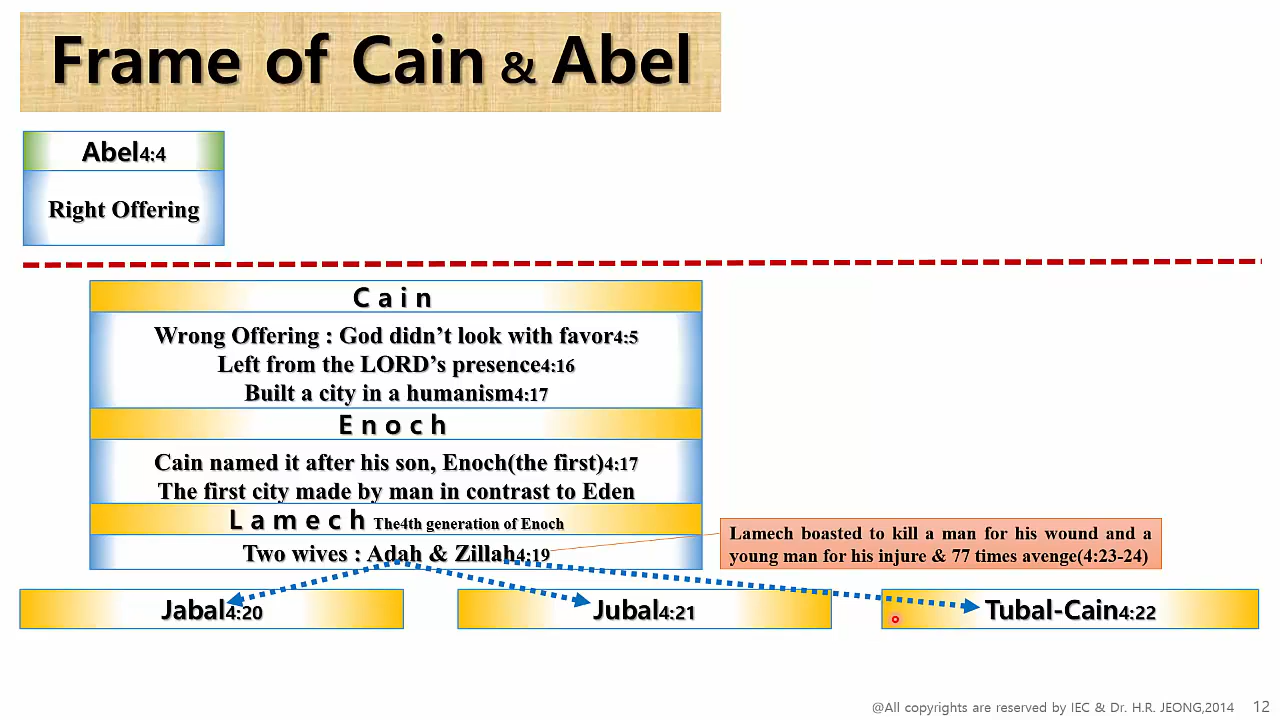 Frame of Cain & Abel
Abel4:4
Right Offering
Cain
Wrong Offering : God didn’t look with favor4:5
Left from the LORD’s presence4:16
Built a city in a humanism4:17
Enoch
Cain named it after his son, Enoch(the first)4:17
The first city made by man in contrast to Eden
Lamech The4th generation of Enoch
Two wives : Adah & Zillah4:19
Lamech boasted to kill a man for his wound and a
young man for his injure & 77 times avenge(4:23-24)
Jabal4:20
Jubal4:21
Tubal-Cain4:22
@All copyrights are reserved by IEC & Dr. H.R. JEONG,2014
12